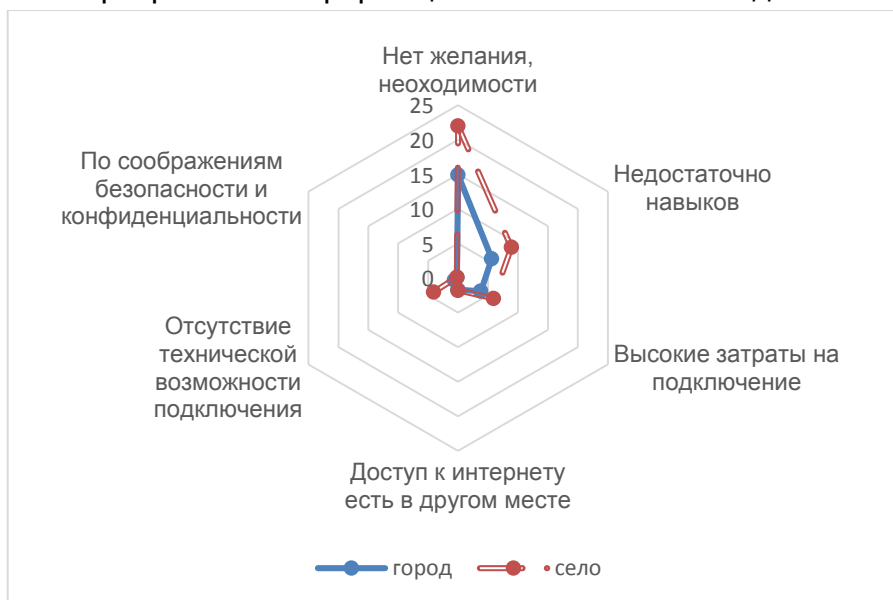 Нет желания,
неоходимости
25
20
15
10
5
0
Недостаточно
навыков
Высокие затраты на
подключение
Доступ к интернету
есть в другом месте
Отсутствие
технической
возможности
подключения
По соображениям
безопасности и
конфиденциальности
город
село